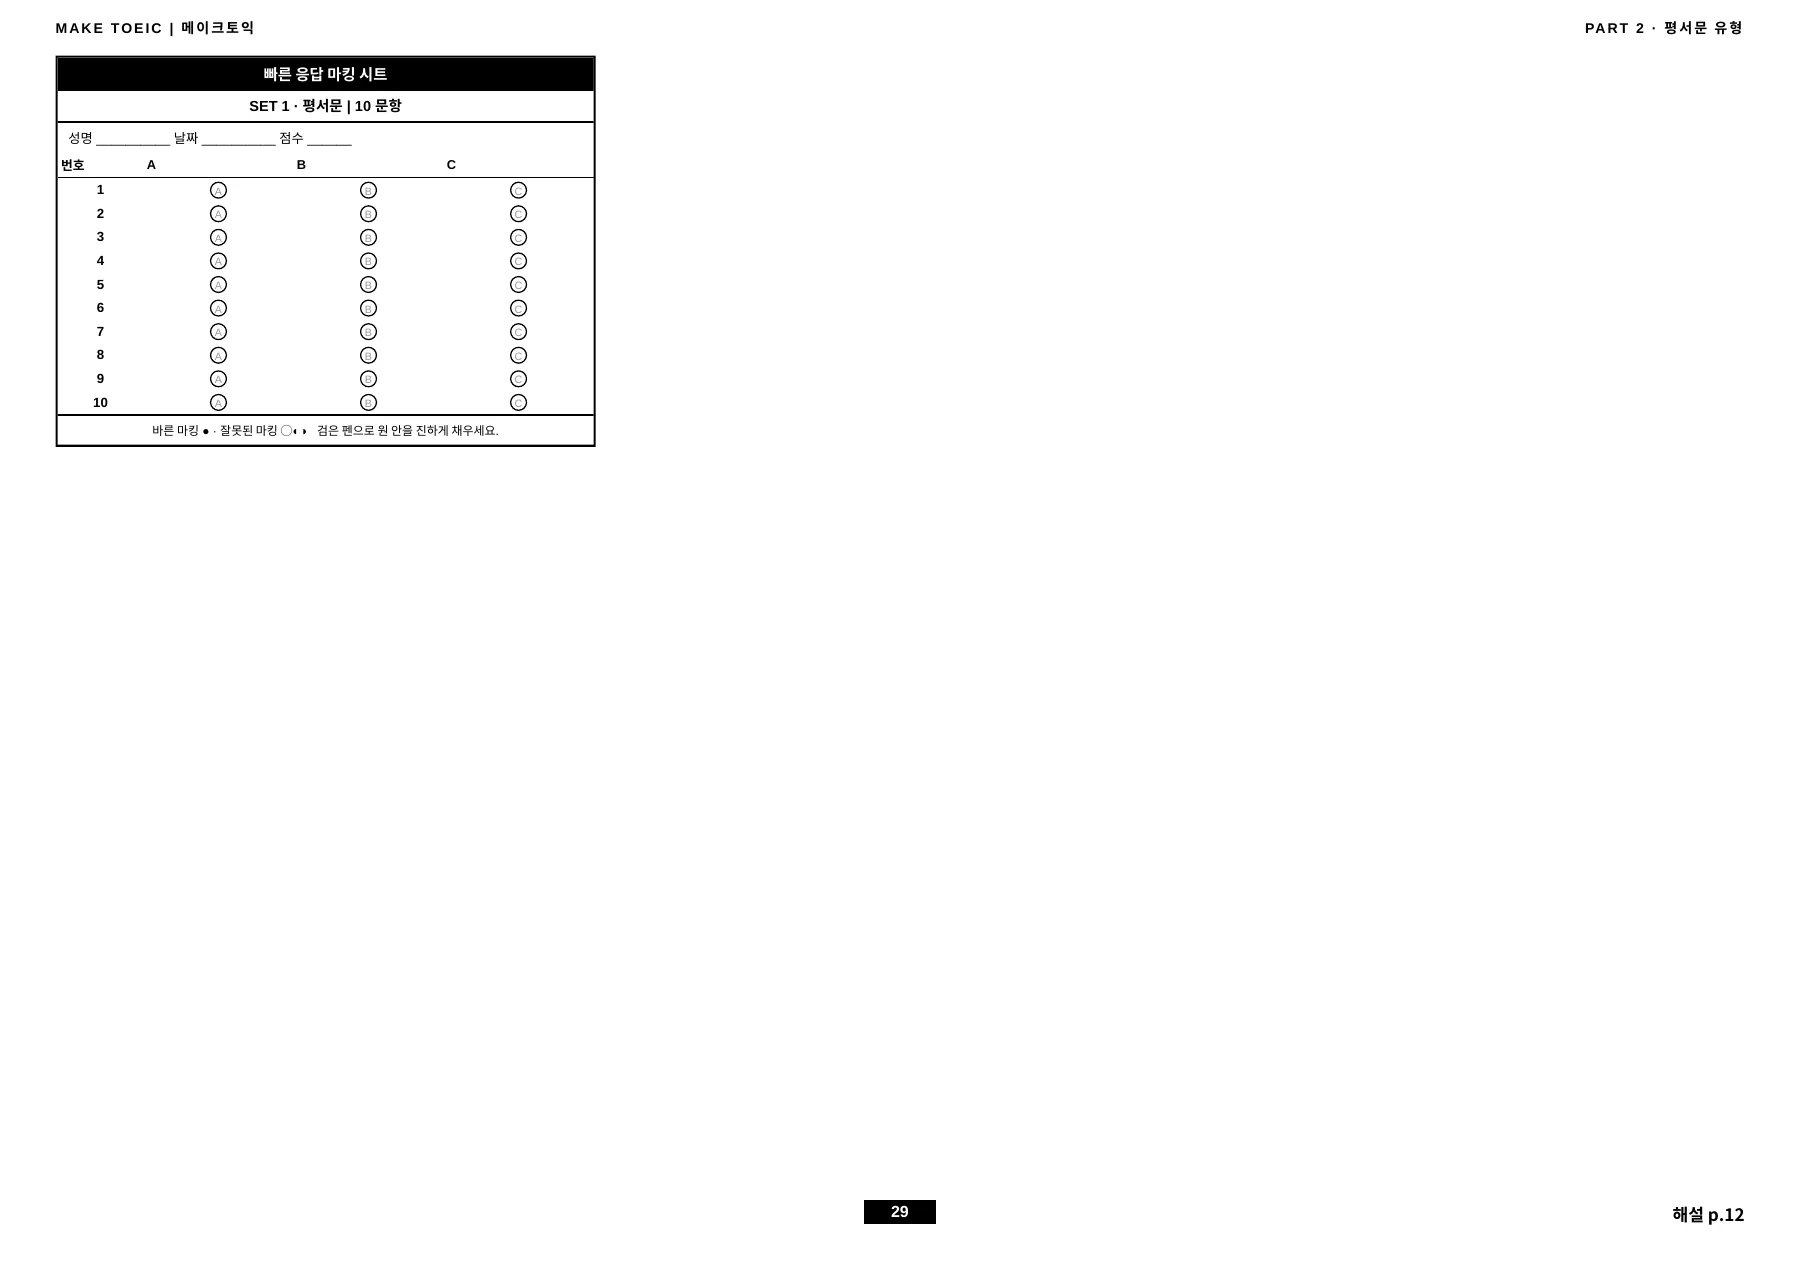 MAKE TOEIC | 메이크토익
PART 2 · 평서문 유형
빠른 응답 마킹 시트
SET 1 · 평서문 | 10 문항
성명 __________ 날짜 __________ 점수 ______
번호 A B C
1 A B C
2 A B C
3 A B C
4 A B C
5 A B C
6 A B C
7 A B C
8 A B C
9 A B C
10 A B C
바른 마킹 ● · 잘못된 마킹 ◯◖◗ 검은 펜으로 원 안을 진하게 채우세요.
29
해설 p.12